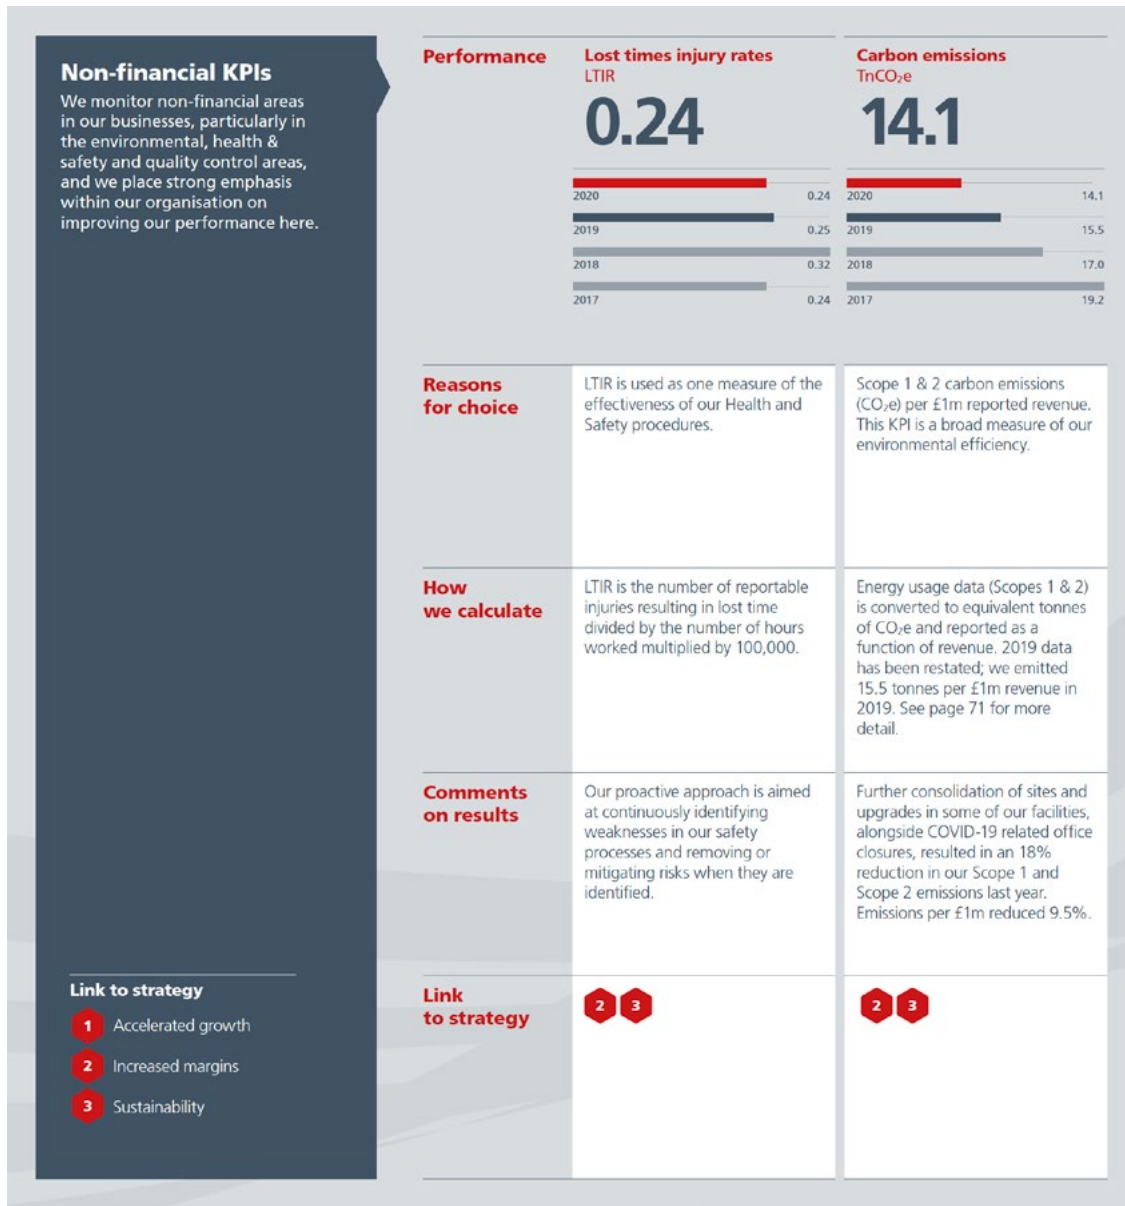 Non-financial KPIs
We monitor non-financial areas
in our businesses, particularly in
the environmental, health &
safety and quality control areas,
and we place strong emphasis
within our organisation on
improving our performance here.
Link to strategy
1 Accelerated growth
2 Increased margins
3 Sustainability
Performance
Lost times injury rates
LTIR
0.24
2020 0.24
2019 0.25
2018 0.32
2017 0.24
Carbon emissions
TnCO₂e
14.1
2020 14.1
2019 15.5
2018 17.0
2017 19.2
Reasons
for choice
LTIR is used as one measure of the
effectiveness of our Health and
Safety procedures.
Scope 1 & 2 carbon emissions
(CO₂e) per £1m reported revenue.
This KPI is a broad measure of our
environmental efficiency.
How
we calculate
LTIR is the number of reportable
injuries resulting in lost time
divided by the number of hours
worked multiplied by 100,000.
Energy usage data (Scopes 1 & 2)
is converted to equivalent tonnes
of CO₂e and reported as a
function of revenue. 2019 data
has been restated; we emitted
15.5 tonnes per £1m revenue in
2019. See page 71 for more
detail.
Comments
on results
Our proactive approach is aimed
at continuously identifying
weaknesses in our safety
processes and removing or
mitigating risks when they are
identified.
Further consolidation of sites and
upgrades in some of our facilities,
alongside COVID-19 related office
closures, resulted in an 18%
reduction in our Scope 1 and
Scope 2 emissions last year.
Emissions per £1m reduced 9.5%.
Link
to strategy
2 3
2 3